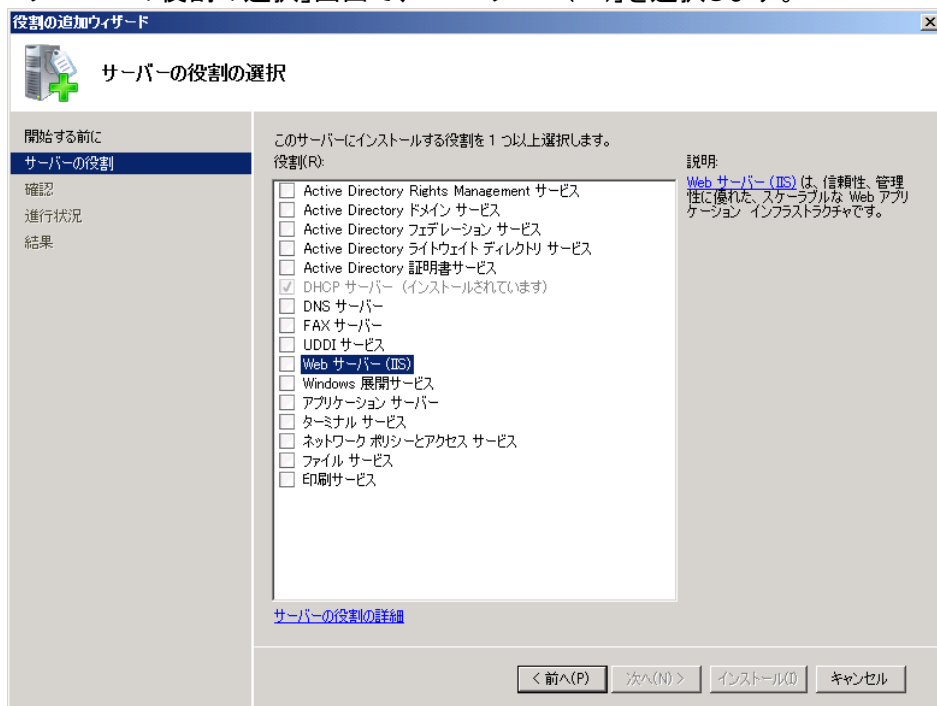 役割の追加ウィザード
サーバーの役割の選択
開始する前に
サーバーの役割
確認
進行状況
結果
このサーバーにインストールする役割を 1 つ以上選択します。
役割(R):
Active Directory Rights Management サービス
Active Directory ドメイン サービス
Active Directory フェデレーション サービス
Active Directory ライトウェイト ディレクトリ サービス
Active Directory 証明書サービス
DHCP サーバー (インストールされています)
DNS サーバー
FAX サーバー
UDDI サービス
Web サーバー (IIS)
Windows 展開サービス
アプリケーション サーバー
ターミナル サービス
ネットワーク ポリシーとアクセス サービス
ファイル サービス
印刷サービス
サーバーの役割の詳細
説明:
Web サーバー (IIS) は、信頼性、管理
性に優れた、スケーラブルな Web アプリ
ケーション インフラストラクチャです。
< 前へ(P)
次へ(N) >
インストール(I)
キャンセル